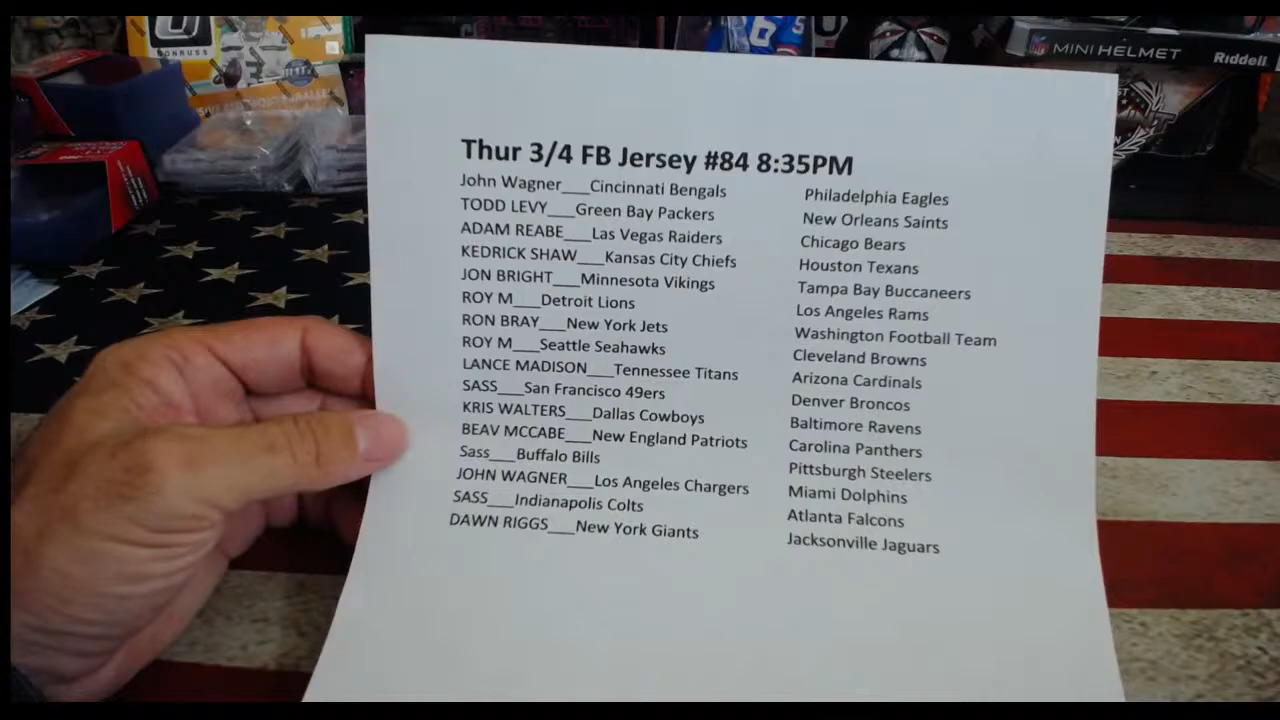 DONRUSS
MINI HELMET
Riddell
Thur 3/4 FB Jersey #84 8:35PM
John Wagner___Cincinnati Bengals
TODD LEVY___Green Bay Packers
ADAM REABE___Las Vegas Raiders
KEDRICK SHAW___Kansas City Chiefs
JON BRIGHT___Minnesota Vikings
ROY M___Detroit Lions
RON BRAY___New York Jets
ROY M___Seattle Seahawks
LANCE MADISON___Tennessee Titans
SASS___San Francisco 49ers
KRIS WALTERS___Dallas Cowboys
BEAV MCCABE___New England Patriots
Sass___Buffalo Bills
JOHN WAGNER___Los Angeles Chargers
SASS___Indianapolis Colts
DAWN RIGGS___New York Giants
Philadelphia Eagles
New Orleans Saints
Chicago Bears
Houston Texans
Tampa Bay Buccaneers
Los Angeles Rams
Washington Football Team
Cleveland Browns
Arizona Cardinals
Denver Broncos
Baltimore Ravens
Carolina Panthers
Pittsburgh Steelers
Miami Dolphins
Atlanta Falcons
Jacksonville Jaguars